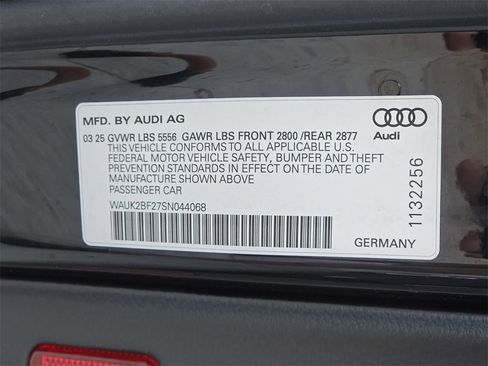 MFD. BY AUDI AG
03 25 GVWR LBS 5556 GAWR LBS FRONT 2800 /REAR 2877
THIS VEHICLE CONFORMS TO ALL APPLICABLE U.S.
FEDERAL MOTOR VEHICLE SAFETY, BUMPER AND THEFT
PREVENTION STANDARDS IN EFFECT ON THE DATE OF
MANUFACTURE SHOWN ABOVE
PASSENGER CAR
WAUK2BF27SN044068
Audi
1132256
GERMANY